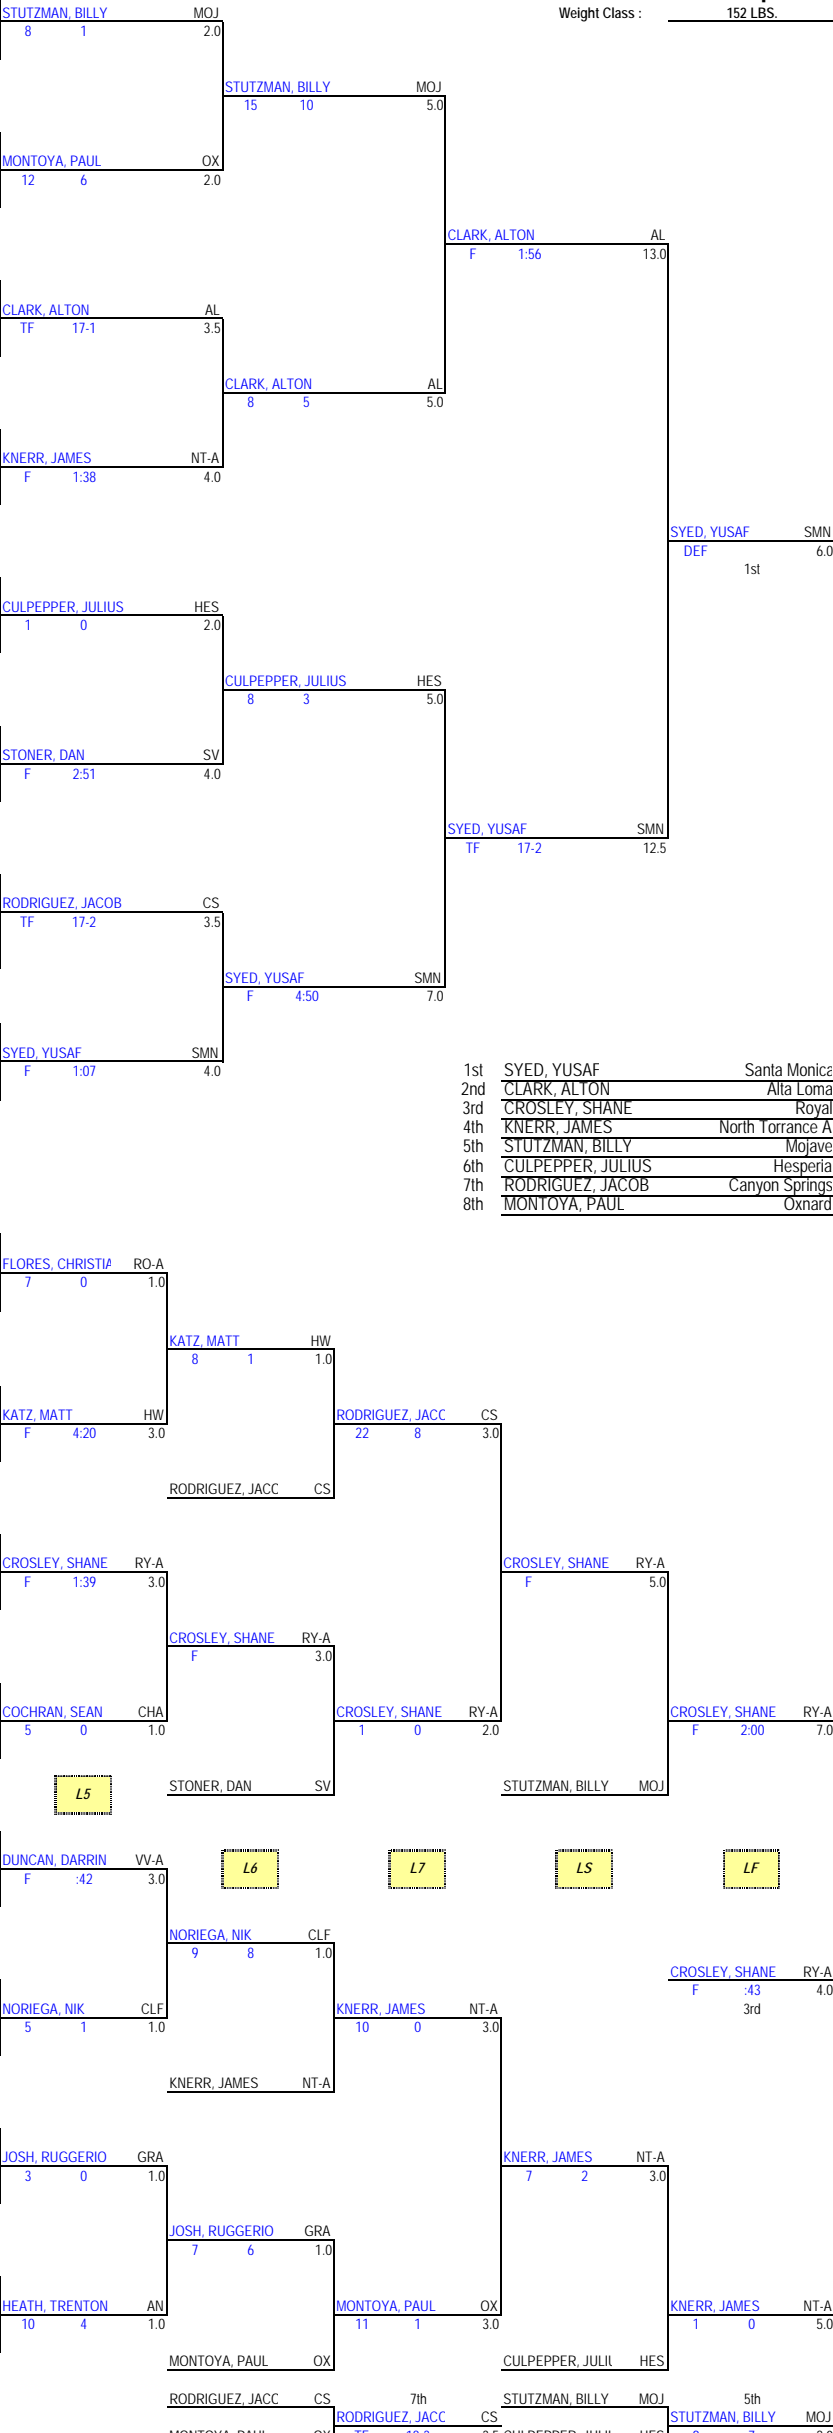 STUTZMAN, BILLY MOJ Weight Class : 152 LBS.
8 1 2.0
STUTZMAN, BILLY MOJ
15 10 5.0
MONTOYA, PAUL OX
12 6 2.0
CLARK, ALTON AL
F 1:56 13.0
CLARK, ALTON AL
TF 17-1 3.5
CLARK, ALTON AL
8 5 5.0
KNERR, JAMES NT-A
F 1:38 4.0
SYED, YUSAF SMN
DEF 6.0
1st
CULPEPPER, JULIUS HES
1 0 2.0
CULPEPPER, JULIUS HES
8 3 5.0
STONER, DAN SV
F 2:51 4.0
SYED, YUSAF SMN
TF 17-2 12.5
RODRIGUEZ, JACOB CS
TF 17-2 3.5
SYED, YUSAF SMN
F 4:50 7.0
SYED, YUSAF SMN
F 1:07 4.0
1st SYED, YUSAF Santa Monica
2nd CLARK, ALTON Alta Loma
3rd CROSLEY, SHANE Royal
4th KNERR, JAMES North Torrance A
5th STUTZMAN, BILLY Mojave
6th CULPEPPER, JULIUS Hesperia
7th RODRIGUEZ, JACOB Canyon Springs
8th MONTOYA, PAUL Oxnard
FLORES, CHRISTIA RO-A
7 0 1.0
KATZ, MATT HW
8 1 1.0
KATZ, MATT HW RODRIGUEZ, JACC CS
F 4:20 3.0 22 8 3.0
RODRIGUEZ, JACC CS
CROSLEY, SHANE RY-A CROSLEY, SHANE RY-A
F 1:39 3.0 F 5.0
CROSLEY, SHANE RY-A
F 3.0
COCHRAN, SEAN CHA CROSLEY, SHANE RY-A CROSLEY, SHANE RY-A
5 0 1.0 1 0 2.0 F 2:00 7.0
L5 STONER, DAN SV STUTZMAN, BILLY MOJ
DUNCAN, DARRIN VV-A L6 L7 LS LF
F :42 3.0
NORIEGA, NIK CLF
9 8 1.0
CROSLEY, SHANE RY-A
F :43 4.0
NORIEGA, NIK CLF KNERR, JAMES NT-A 3rd
5 1 1.0 10 0 3.0
KNERR, JAMES NT-A
JOSH, RUGGERIO GRA KNERR, JAMES NT-A
3 0 1.0 7 2 3.0
JOSH, RUGGERIO GRA
7 6 1.0
HEATH, TRENTON AN MONTOYA, PAUL OX KNERR, JAMES NT-A
10 4 1.0 11 1 3.0 1 0 5.0
MONTOYA, PAUL OX CULPEPPER, JULIU HES
RODRIGUEZ, JACC CS 7th STUTZMAN, BILLY MOJ 5th
RODRIGUEZ, JACC CS STUTZMAN, BILLY MOJ